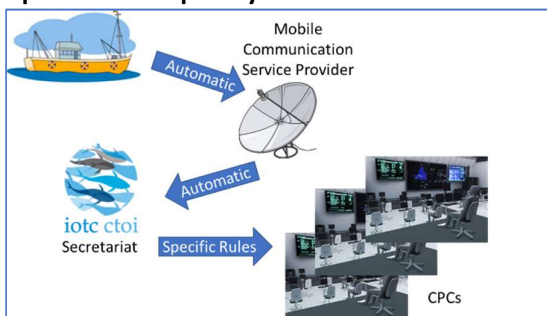 Mobile
Communication
Service Provider
Automatic
Automatic
iotc ctoi
Secretariat
Specific Rules
CPCs